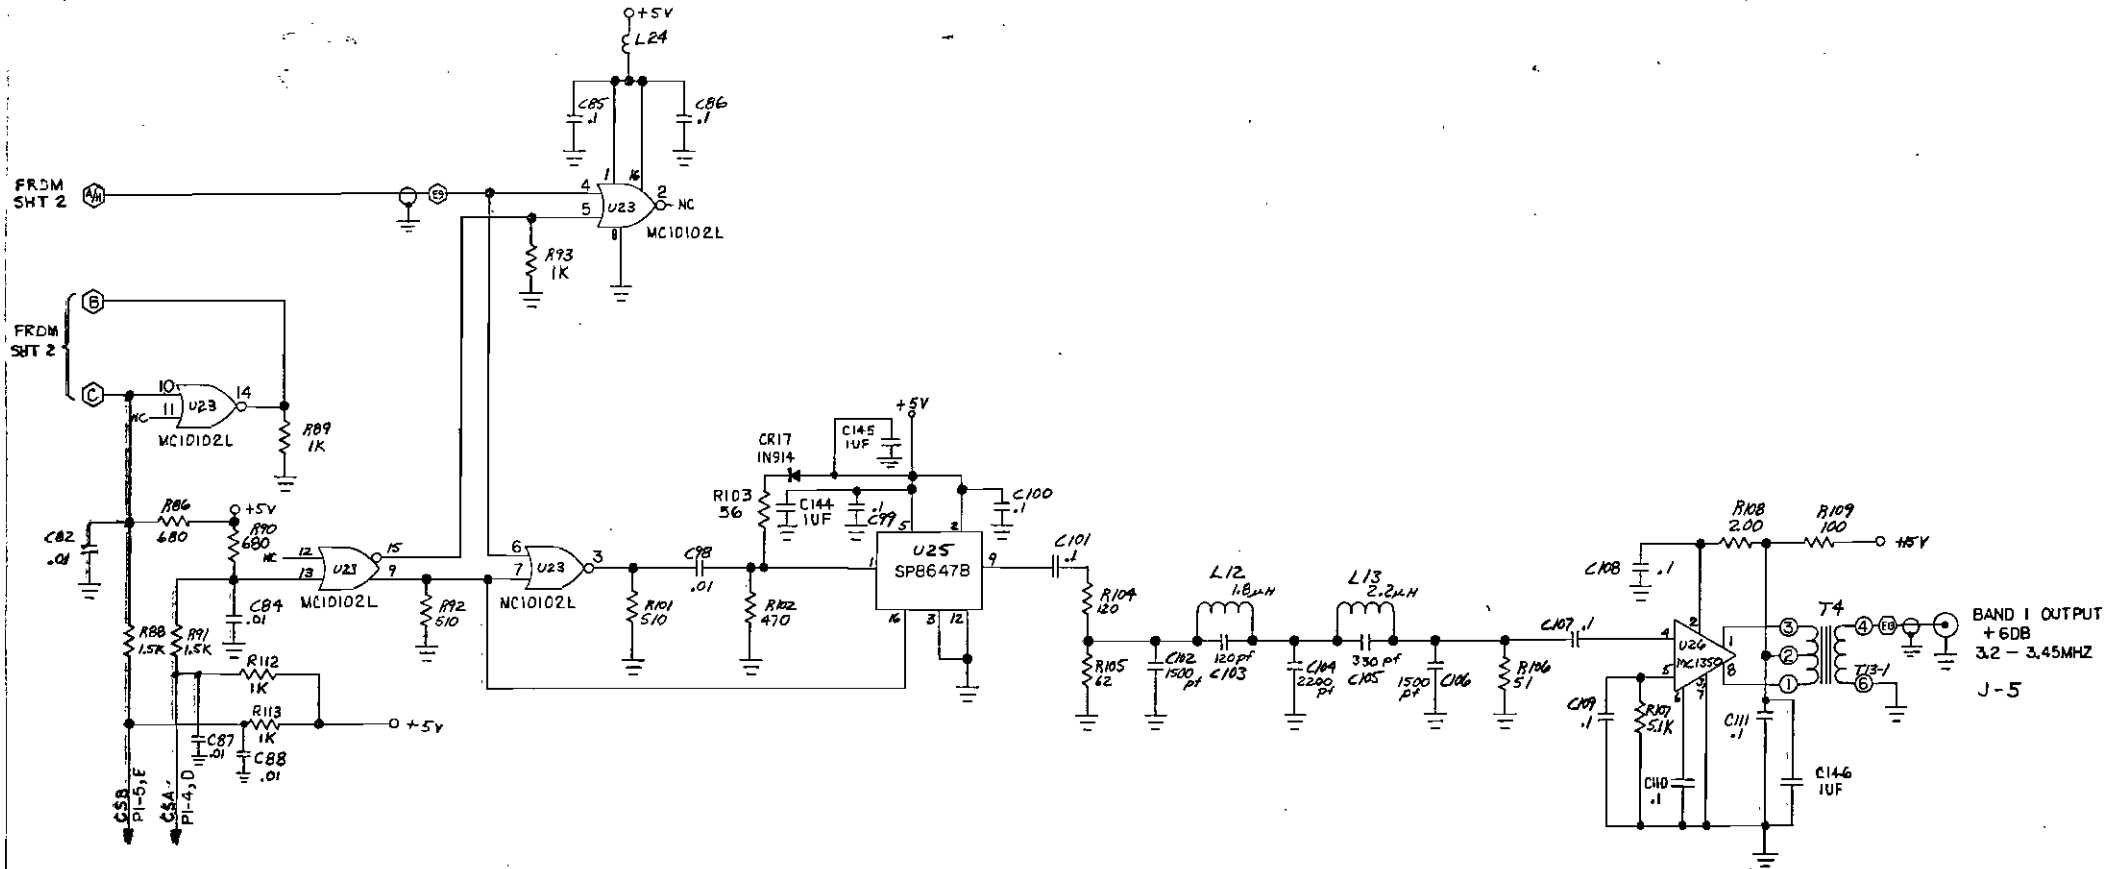 +5V
L24
C85
.1
C86
.1
FROM
SHT 2
A/H
E9
4
5
1
16
2
NC
U23
8
MC10102L
R93
1K
B
FROM
SHT 2
C
10
11
NC
U23
14
MC10102L
R89
1K
R86
680
+5V
R90
680
C82
.01
NC
12
13
U23
15
9
MC10102L
C84
.01
R92
510
6
7
U23
3
MC10102L
R101
510
C98
.01
R102
470
R103
56
CR17
1N914
C145
1UF
+5V
C144
1UF
.1
C99
C100
.1
5
2
1
U25
SP8647B
9
16
3
12
C101
.1
R104
120
R105
62
C102
1500
pf
L12
1.8µH
120pf
C103
C104
2200
pf
L13
2.2µH
330 pf
C105
1500
pf
C106
R106
51
C107 .1
R88
1.5K
R91
1.5K
R112
1K
R113
1K
+5V
C87
.01
C88
.01
CSB
P1-5,E
CSA
P1-4,D
C108
.1
R108
200
R109
100
+15V
2
4
5
U26
MC1350
1
8
6
3
7
C109
.1
R107
5.1K
C110
.1
C111
.1
C146
1UF
T4
3
2
1
4
E13
T13-1
6
BAND 1 OUTPUT
+6DB
3.2 - 3.45MHZ
J-5